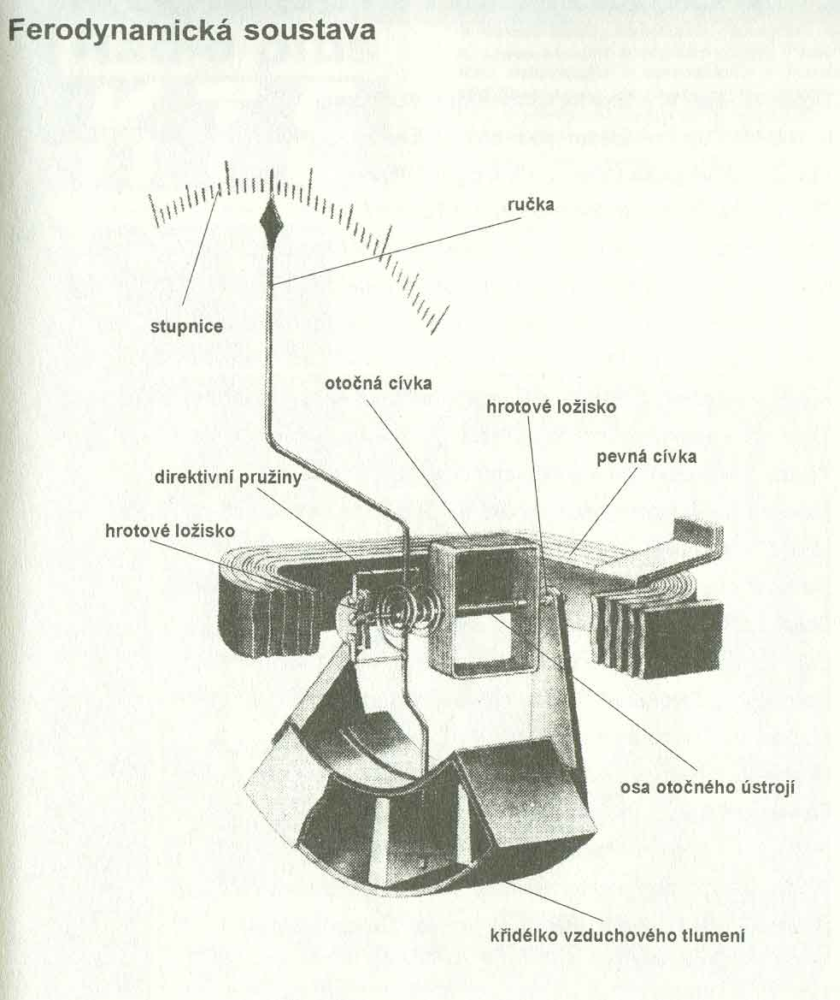 Ferodynamická soustava
ručka
stupnice
otočná cívka
hrotové ložisko
pevná cívka
direktivní pružiny
hrotové ložisko
osa otočného ústrojí
křidélko vzduchového tlumení